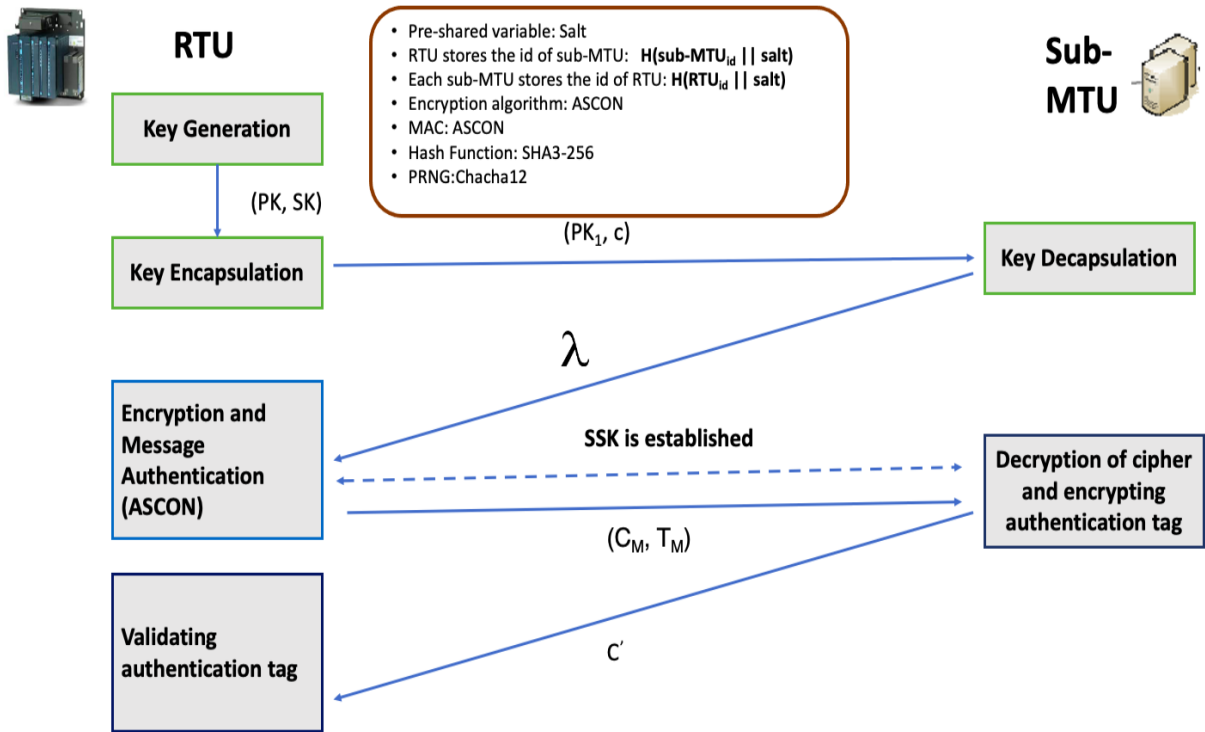 RTU
• Pre-shared variable: Salt
• RTU stores the id of sub-MTU: H(sub-MTUid || salt)
• Each sub-MTU stores the id of RTU: H(RTUid || salt)
• Encryption algorithm: ASCON
• MAC: ASCON
• Hash Function: SHA3-256
• PRNG:Chacha12
Sub-
MTU
Key Generation
(PK, SK)
(PK1, c)
Key Encapsulation
Key Decapsulation
λ
Encryption and
Message
Authentication
(ASCON)
SSK is established
Decryption of cipher
and encrypting
authentication tag
(CM, TM)
Validating
authentication tag
c′